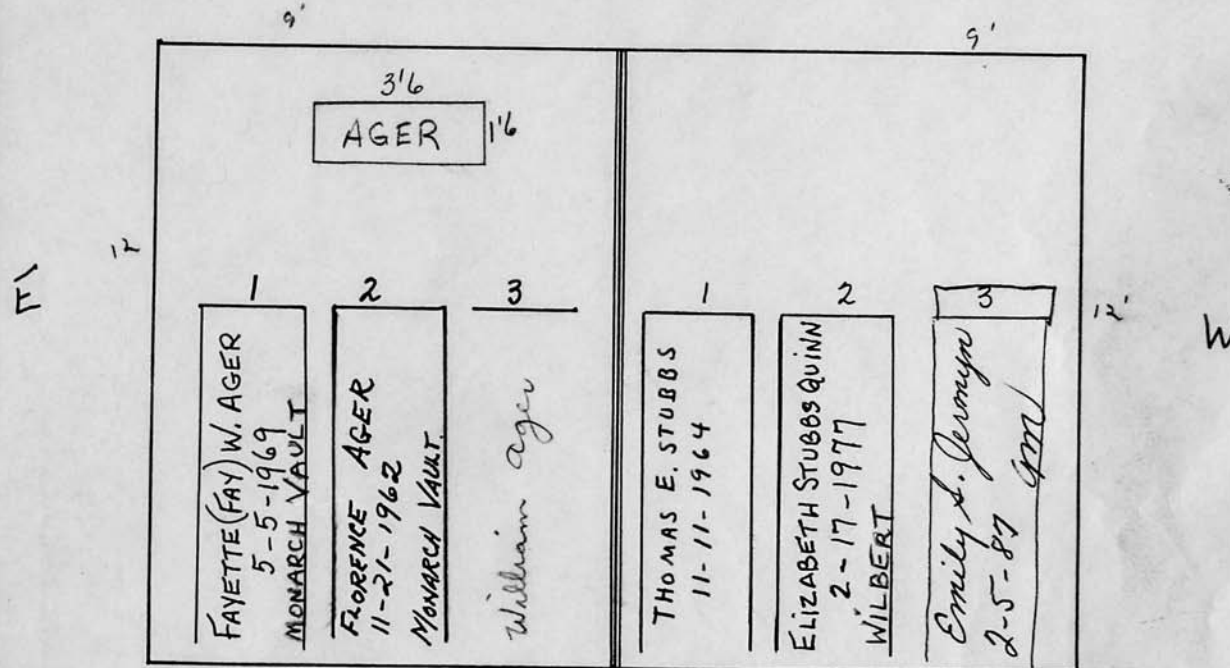 9'
9'
3'6
AGER
1'6
12
E
1
2
3
FAYETTE (FAY) W. AGER
5-5-1969
MONARCH VAULT
FLORENCE AGER
11-21-1962
MONARCH VAULT.
William Ager
1
2
3
12'
W
THOMAS E. STUBBS
11-11-1964
ELIZABETH STUBBS QUINN
2-17-1977
WILBERT
Emily S. Jermyn
2-5-87